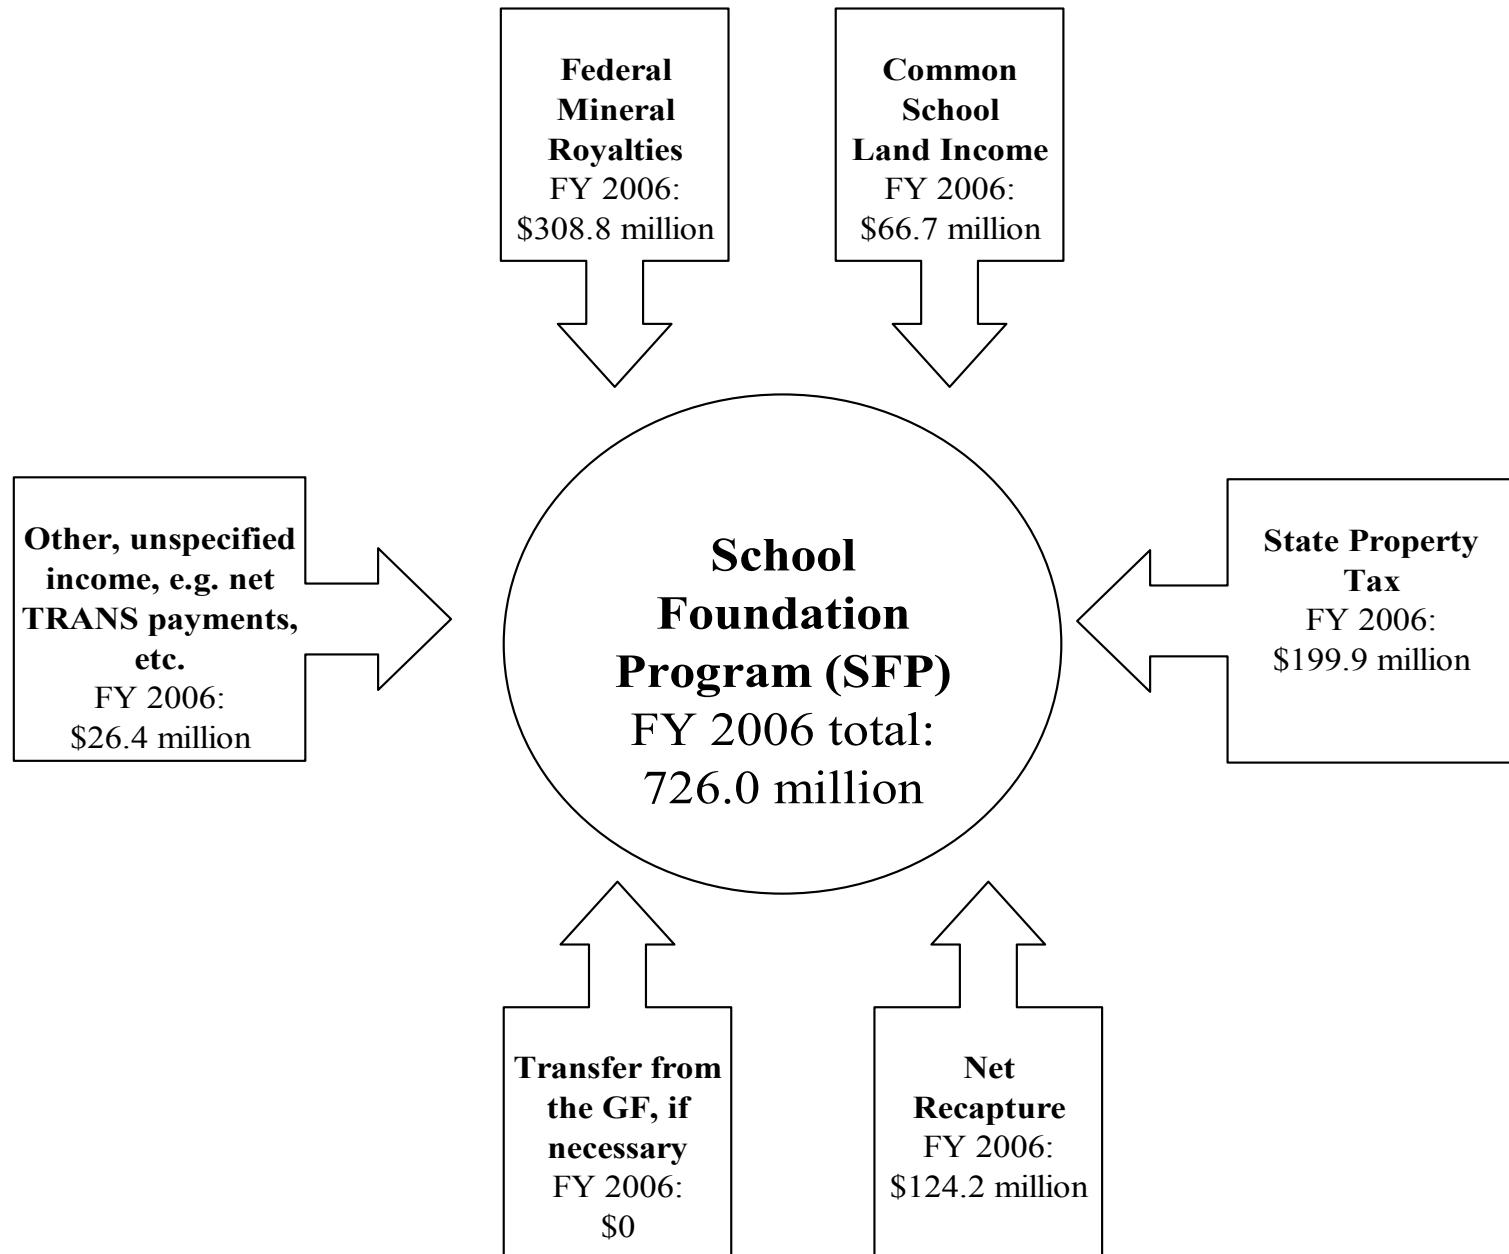 Federal
Mineral
Royalties
FY 2006:
$308.8 million
Common
School
Land Income
FY 2006:
$66.7 million
Other, unspecified
income, e.g. net
TRANS payments,
etc.
FY 2006:
$26.4 million
School
Foundation
Program (SFP)
FY 2006 total:
726.0 million
State Property
Tax
FY 2006:
$199.9 million
Transfer from
the GF, if
necessary
FY 2006:
$0
Net
Recapture
FY 2006:
$124.2 million